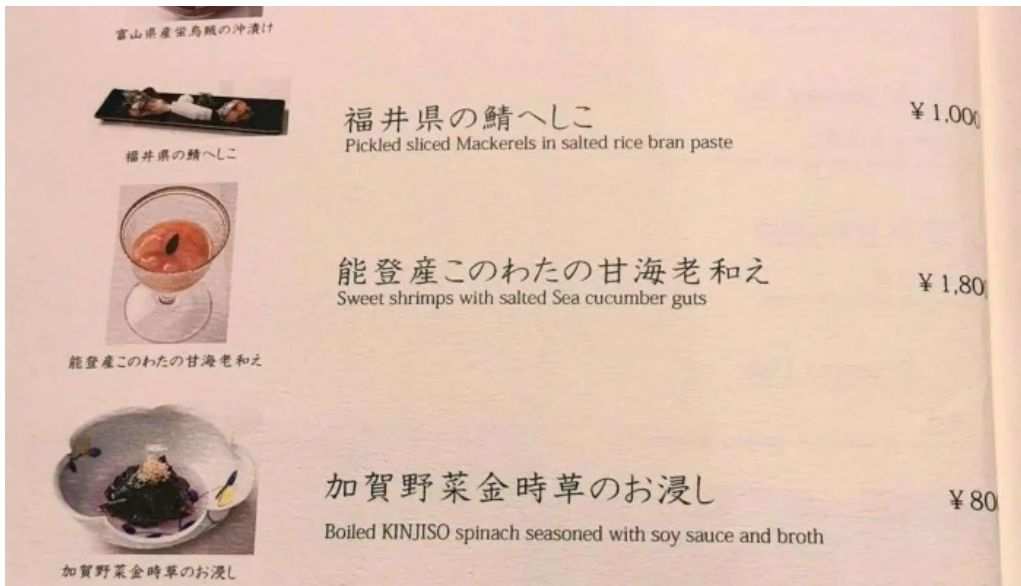 富山県産蛍烏賊の沖漬け
福井県の鯖へしこ
福井県の鯖へしこ
Pickled sliced Mackerels in salted rice bran paste
¥ 1,000
能登産このわたの甘海老和え
能登産このわたの甘海老和え
Sweet shrimps with salted Sea cucumber guts
¥ 1,80
加賀野菜金時草のお浸し
加賀野菜金時草のお浸し
Boiled KINJISO spinach seasoned with soy sauce and broth
¥ 80